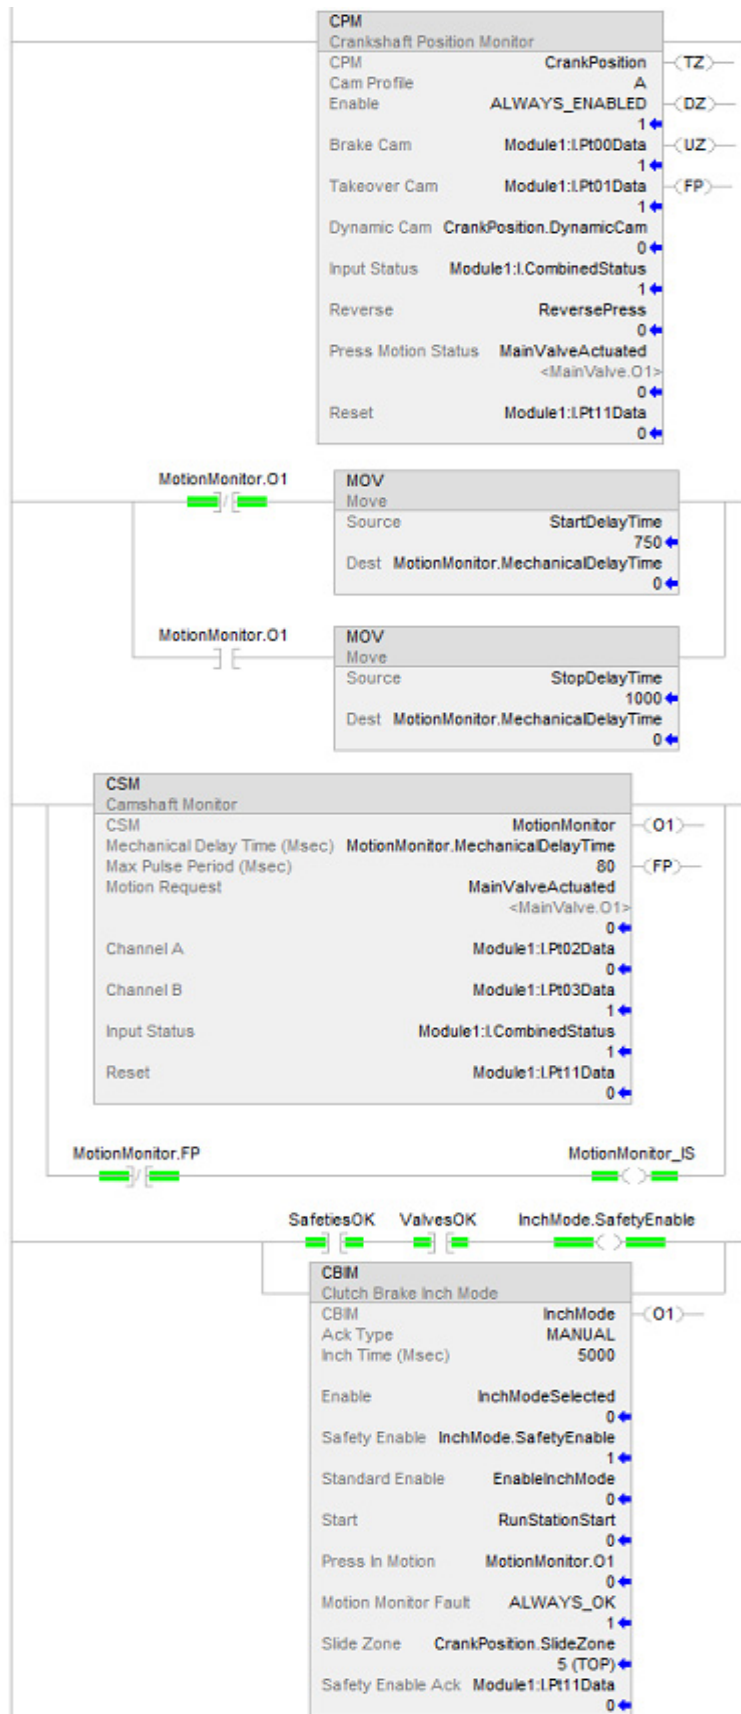 CPM
Crankshaft Position Monitor
CPM CrankPosition (TZ)
Cam Profile A
Enable ALWAYS_ENABLED (DZ)
1
Brake Cam Module1:I.Pt00Data (UZ)
1
Takeover Cam Module1:I.Pt01Data (FP)
1
Dynamic Cam CrankPosition.DynamicCam
0
Input Status Module1:I.CombinedStatus
1
Reverse ReversePress
0
Press Motion Status MainValveActuated
<MainValve.O1>
0
Reset Module1:I.Pt11Data
0
MotionMonitor.O1
MOV
Move
Source StartDelayTime
750
Dest MotionMonitor.MechanicalDelayTime
0
MotionMonitor.O1
MOV
Move
Source StopDelayTime
1000
Dest MotionMonitor.MechanicalDelayTime
0
CSM
Camshaft Monitor
CSM MotionMonitor (O1)
Mechanical Delay Time (Msec) MotionMonitor.MechanicalDelayTime
Max Pulse Period (Msec) 80 (FP)
Motion Request MainValveActuated
<MainValve.O1>
0
Channel A Module1:I.Pt02Data
0
Channel B Module1:I.Pt03Data
1
Input Status Module1:I.CombinedStatus
1
Reset Module1:I.Pt11Data
0
MotionMonitor.FP MotionMonitor_IS
SafetiesOK ValvesOK InchMode.SafetyEnable
CBIM
Clutch Brake Inch Mode
CBIM InchMode (O1)
Ack Type MANUAL
Inch Time (Msec) 5000
Enable InchModeSelected
0
Safety Enable InchMode.SafetyEnable
1
Standard Enable EnableInchMode
0
Start RunStationStart
0
Press In Motion MotionMonitor.O1
0
Motion Monitor Fault ALWAYS_OK
1
Slide Zone CrankPosition.SlideZone
5 (TOP)
Safety Enable Ack Module1:I.Pt11Data
0